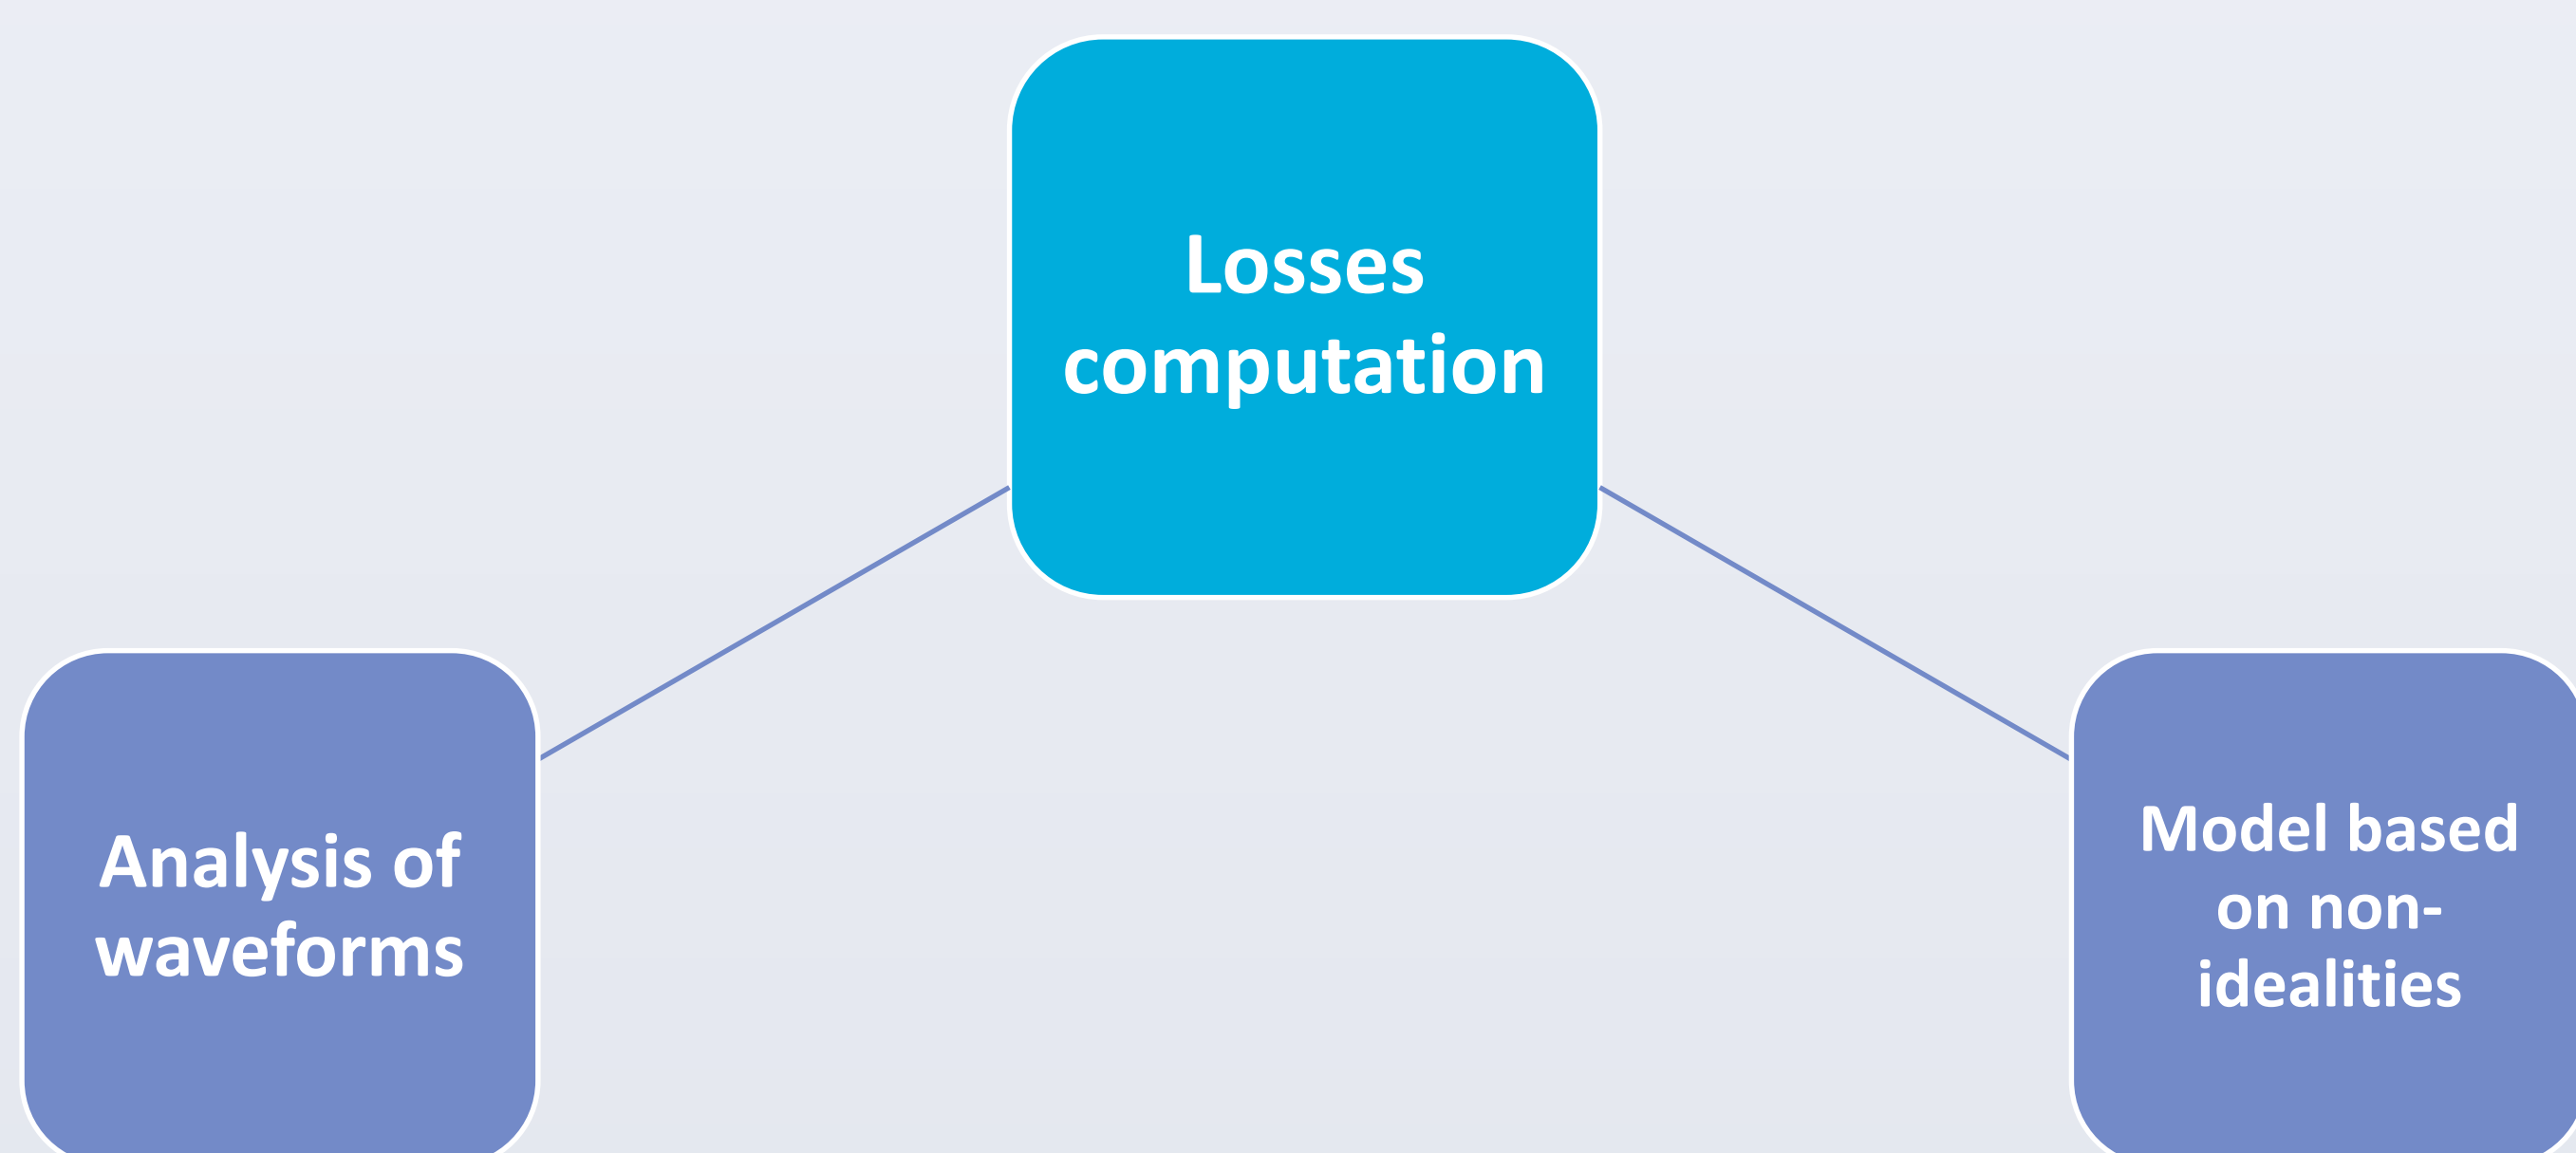 Losses
computation
Analysis of
waveforms
Model based
on non-
idealities